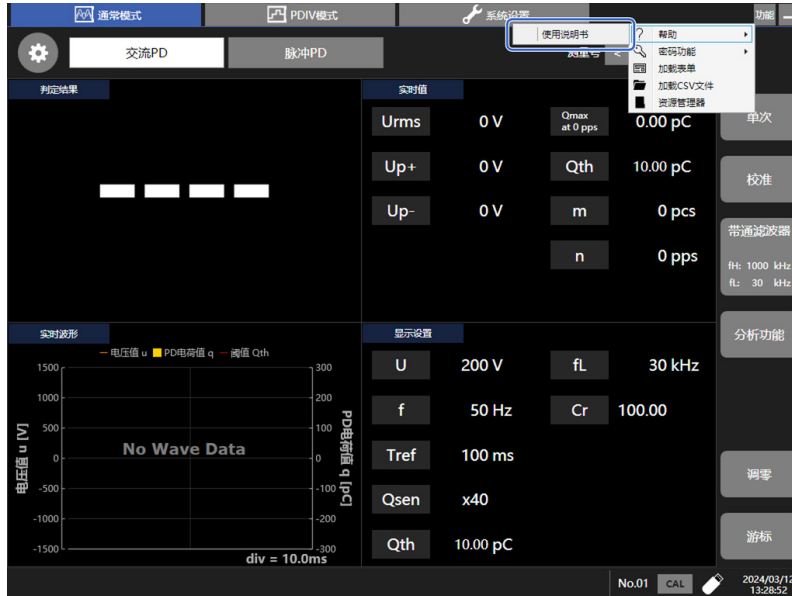 通常模式
PDIV模式
系统设置
功能
使用说明书
? 帮助
密码功能
加载表单
加载CSV文件
资源管理器
交流PD
脉冲PD
测量号 <
判定结果
实时值
Urms 0 V Qmax at 0 pps 0.00 pC
Up+ 0 V Qth 10.00 pC
Up- 0 V m 0 pcs
n 0 pps
单次
校准
带通滤波器
fH: 1000 kHz
fL: 30 kHz
分析功能
调零
游标
实时波形
电压值 u PD电荷值 q 阈值 Qth
1500 300
1000 200
500 100
0 0
-500 -100
-1000 -200
-1500 -300
电压值 u [V]
PD电荷值 q [pC]
No Wave Data
div = 10.0ms
显示设置
U 200 V fL 30 kHz
f 50 Hz Cr 100.00
Tref 100 ms
Qsen x40
Qth 10.00 pC
No.01 CAL 2024/03/12
13:28:52